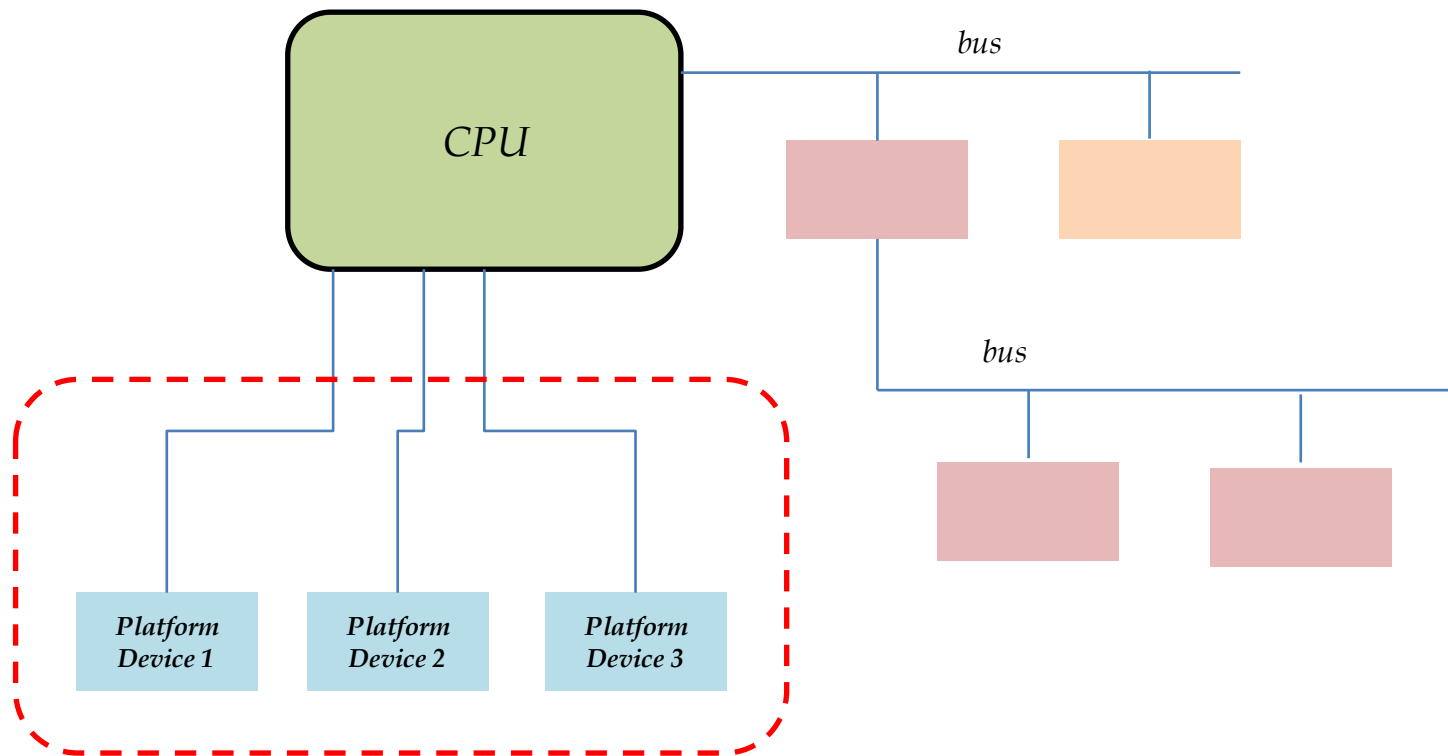 bus
CPU
bus
Platform
Device 1
Platform
Device 2
Platform
Device 3